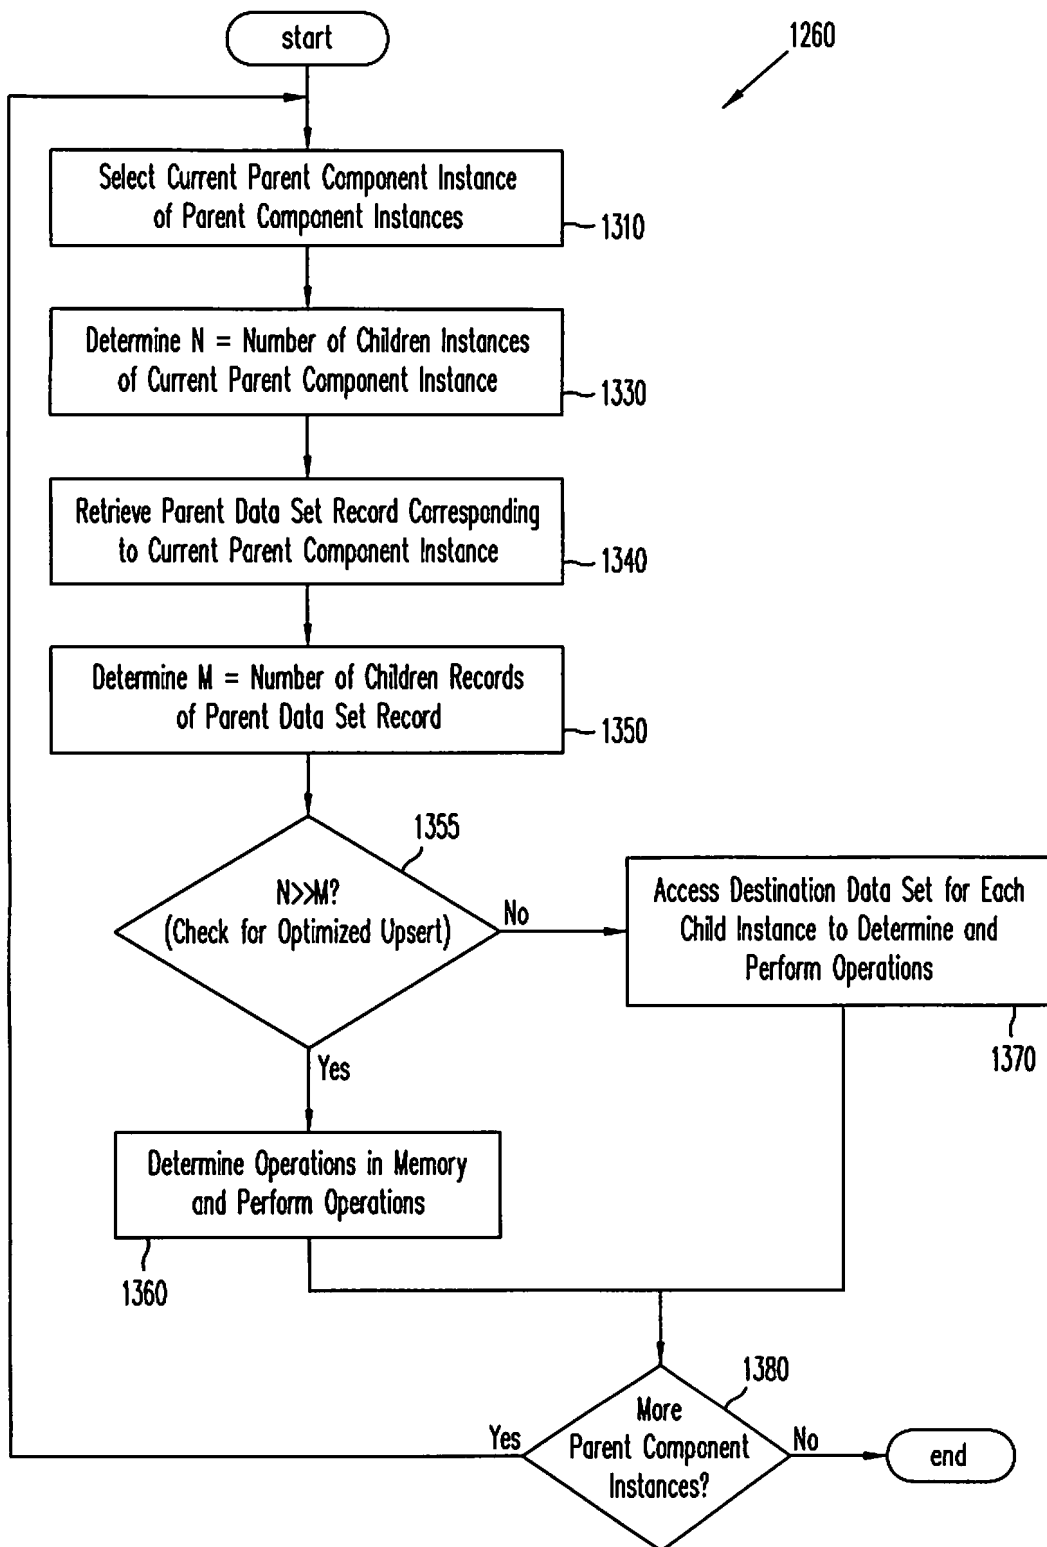 start
1260
Select Current Parent Component Instance
of Parent Component Instances
1310
Determine N = Number of Children Instances
of Current Parent Component Instance
1330
Retrieve Parent Data Set Record Corresponding
to Current Parent Component Instance
1340
Determine M = Number of Children Records
of Parent Data Set Record
1350
1355
N>>M?
(Check for Optimized Upsert)
No
Access Destination Data Set for Each
Child Instance to Determine and
Perform Operations
1370
Yes
Determine Operations in Memory
and Perform Operations
1360
1380
More
Parent Component
Instances?
Yes
No
end